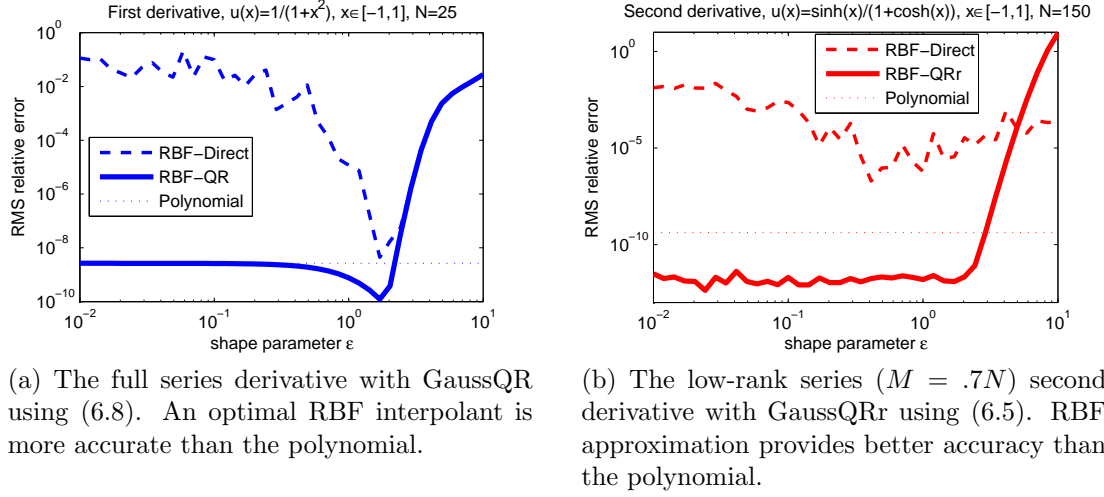 First derivative, u(x)=1/(1+x²), x∈[-1,1], N=25
10⁰
10⁻²
10⁻⁴
10⁻⁶
10⁻⁸
10⁻¹⁰
RMS relative error
RBF-Direct
RBF-QR
Polynomial
10⁻² 10⁻¹ 10⁰ 10¹
shape parameter ε
(a) The full series derivative with GaussQR
using (6.8). An optimal RBF interpolant is
more accurate than the polynomial.
Second derivative, u(x)=sinh(x)/(1+cosh(x)), x∈[-1,1], N=150
10⁰
10⁻⁵
10⁻¹⁰
RMS relative error
RBF-Direct
RBF-QRr
Polynomial
10⁻² 10⁻¹ 10⁰ 10¹
shape parameter ε
(b) The low-rank series (M = .7N) second
derivative with GaussQRr using (6.5). RBF
approximation provides better accuracy than
the polynomial.